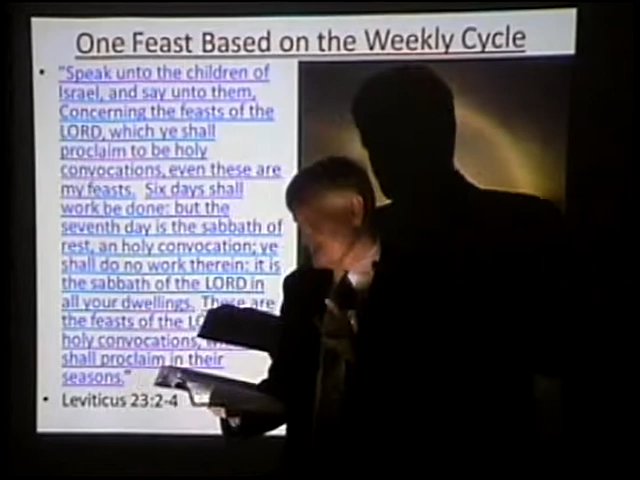 One Feast Based on the Weekly Cycle
• "Speak unto the children of
Israel, and say unto them,
Concerning the feasts of the
LORD, which ye shall
proclaim to be holy
convocations, even these are
my feasts. Six days shall
work be done: but the
seventh day is the sabbath of
rest, an holy convocation; ye
shall do no work therein: it is
the sabbath of the LORD in
all your dwellings. These are
the feasts of the
holy convocations,
shall proclaim in their
seasons."
• Leviticus 23:2-4